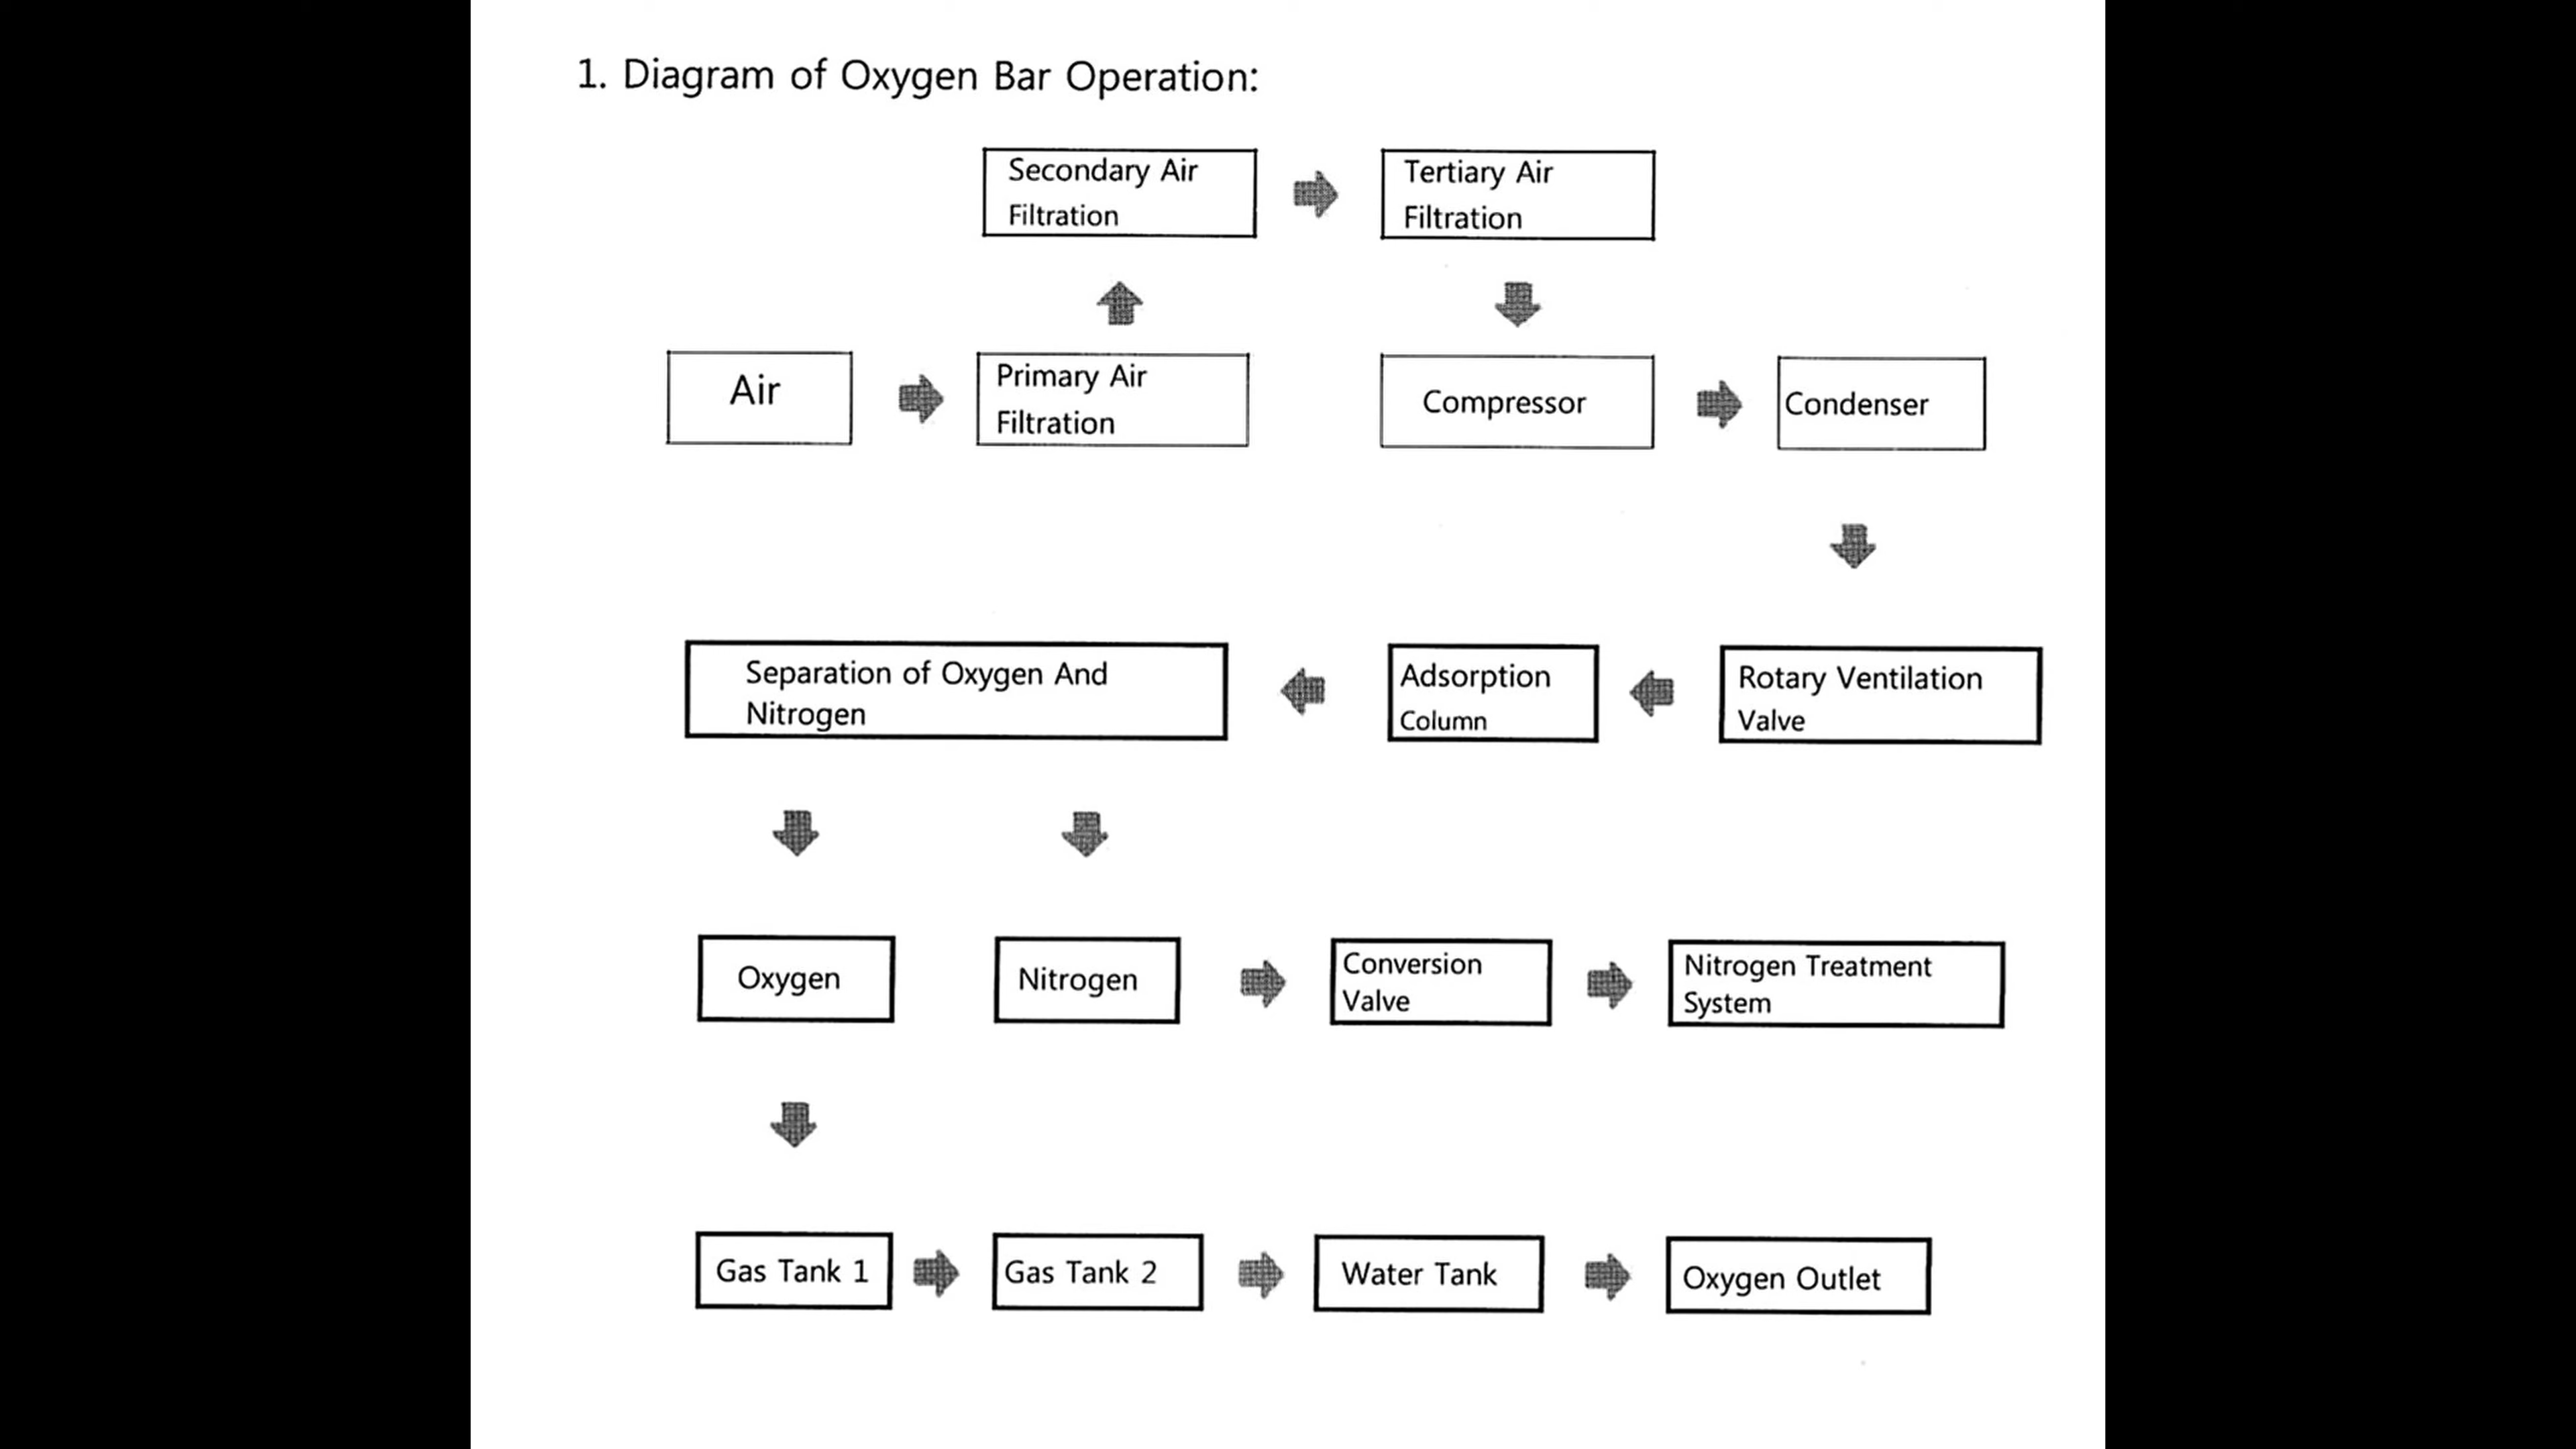 1. Diagram of Oxygen Bar Operation:
Secondary Air
Filtration
Tertiary Air
Filtration
Air
Primary Air
Filtration
Compressor
Condenser
Separation of Oxygen And
Nitrogen
Adsorption
Column
Rotary Ventilation
Valve
Oxygen
Nitrogen
Conversion
Valve
Nitrogen Treatment
System
Gas Tank 1
Gas Tank 2
Water Tank
Oxygen Outlet